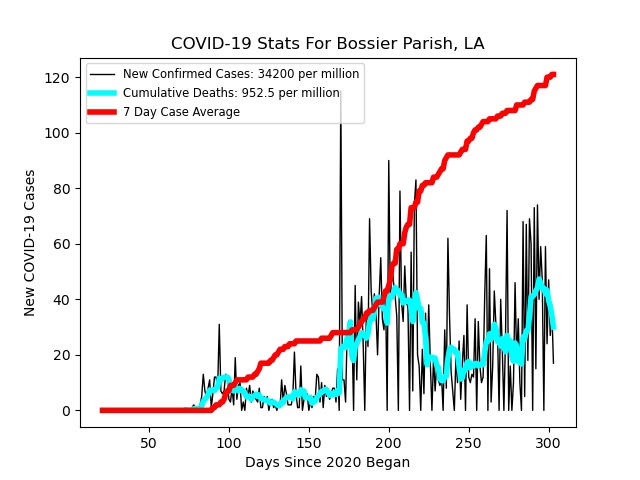 COVID-19 Stats For Bossier Parish, LA
New Confirmed Cases: 34200 per million
Cumulative Deaths: 952.5 per million
7 Day Case Average
New COVID-19 Cases
120
100
80
60
40
20
0
50 100 150 200 250 300
Days Since 2020 Began